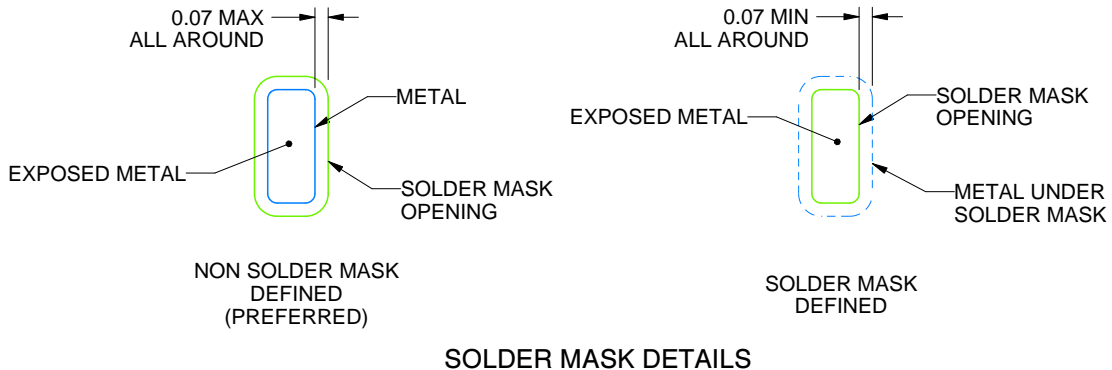 0.07 MAX
ALL AROUND
METAL
EXPOSED METAL
SOLDER MASK
OPENING
NON SOLDER MASK
DEFINED
(PREFERRED)
0.07 MIN
ALL AROUND
SOLDER MASK
OPENING
EXPOSED METAL
METAL UNDER
SOLDER MASK
SOLDER MASK
DEFINED
SOLDER MASK DETAILS